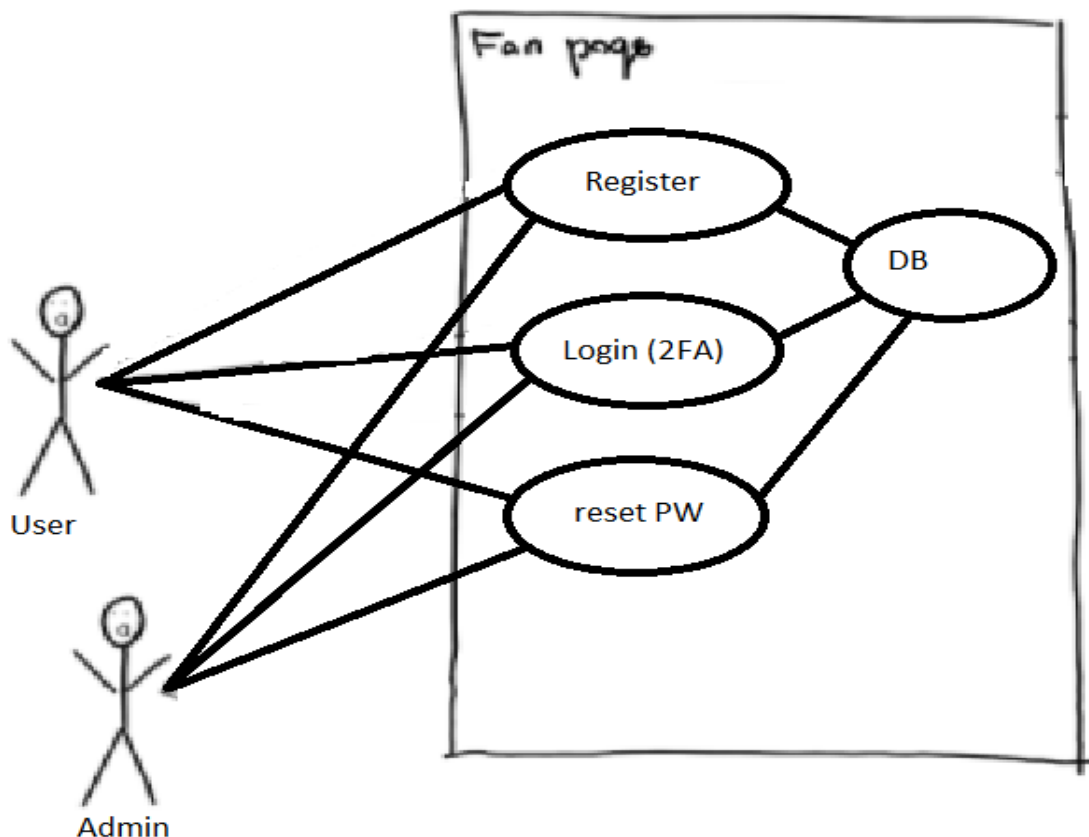 Fan page
Register
DB
Login (2FA)
reset PW
User
Admin